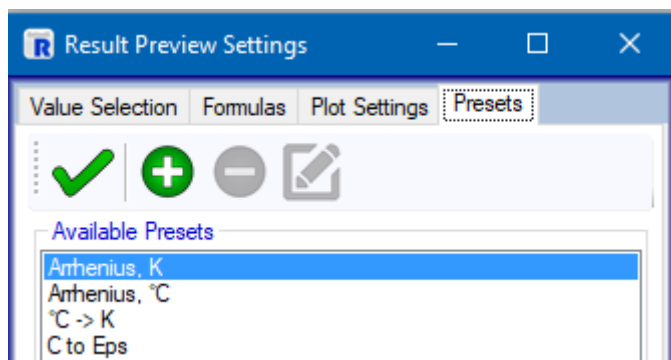 R Result Preview Settings
Value Selection Formulas Plot Settings Presets
Available Presets
Arrhenius, K
Arrhenius, °C
°C -> K
C to Eps